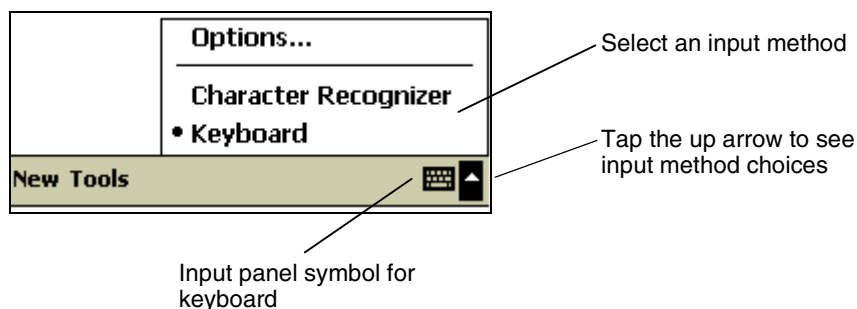 Options...
Character Recognizer
• Keyboard
New Tools
Select an input method
Tap the up arrow to see
input method choices
Input panel symbol for
keyboard